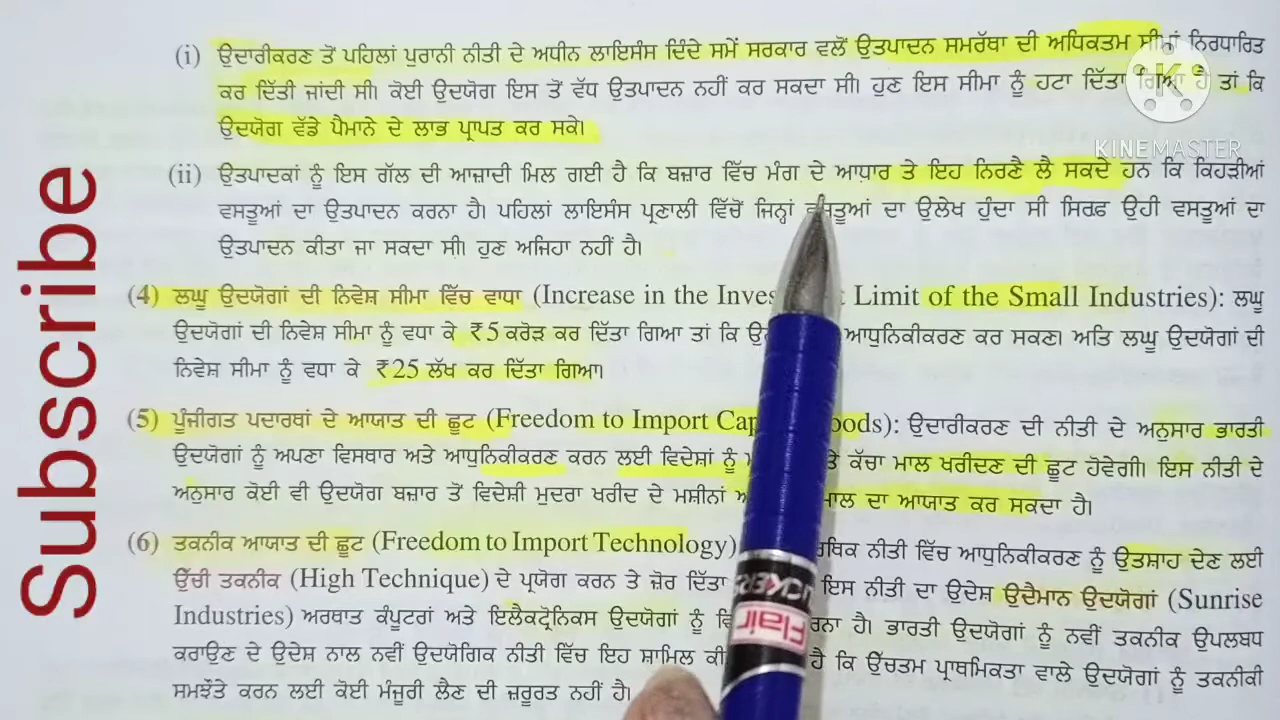 (i) ਉਦਾਰੀਕਰਣ ਤੋਂ ਪਹਿਲਾਂ ਪੁਰਾਨੀ ਨੀਤੀ ਦੇ ਅਧੀਨ ਲਾਇਸੰਸ ਦਿੰਦੇ ਸਮੇਂ ਸਰਕਾਰ ਵਲੋਂ ਉਤਪਾਦਨ ਸਮਰੱਥਾ ਦੀ ਅਧਿਕਤਮ ਸੀਮਾਂ ਨਿਰਧਾਰਿਤ
ਕਰ ਦਿੱਤੀ ਜਾਂਦੀ ਸੀ। ਕੋਈ ਉਦਯੋਗ ਇਸ ਤੋਂ ਵੱਧ ਉਤਪਾਦਨ ਨਹੀਂ ਕਰ ਸਕਦਾ ਸੀ। ਹੁਣ ਇਸ ਸੀਮਾ ਨੂੰ ਹਟਾ ਦਿੱਤਾ ਗਿਆ ਹੈ ਤਾਂ ਕਿ
ਉਦਯੋਗ ਵੱਡੇ ਪੈਮਾਨੇ ਦੇ ਲਾਭ ਪ੍ਰਾਪਤ ਕਰ ਸਕੇ।
KINEMASTER
(ii) ਉਤਪਾਦਕਾਂ ਨੂੰ ਇਸ ਗੱਲ ਦੀ ਆਜ਼ਾਦੀ ਮਿਲ ਗਈ ਹੈ ਕਿ ਬਜ਼ਾਰ ਵਿੱਚ ਮੰਗ ਦੇ ਆਧਾਰ ਤੇ ਇਹ ਨਿਰਣੈ ਲੈ ਸਕਦੇ ਹਨ ਕਿ ਕਿਹੜੀਆਂ
ਵਸਤੂਆਂ ਦਾ ਉਤਪਾਦਨ ਕਰਨਾ ਹੈ। ਪਹਿਲਾਂ ਲਾਇਸੰਸ ਪ੍ਰਣਾਲੀ ਵਿੱਚੋਂ ਜਿਨ੍ਹਾਂ ਵਸਤੂਆਂ ਦਾ ਉਲੇਖ ਹੁੰਦਾ ਸੀ ਸਿਰਫ਼ ਉਹੀ ਵਸਤੂਆਂ ਦਾ
ਉਤਪਾਦਨ ਕੀਤਾ ਜਾ ਸਕਦਾ ਸੀ। ਹੁਣ ਅਜਿਹਾ ਨਹੀਂ ਹੈ।
(4) ਲਘੂ ਉਦਯੋਗਾਂ ਦੀ ਨਿਵੇਸ਼ ਸੀਮਾ ਵਿੱਚ ਵਾਧਾ (Increase in the Limit of the Small Industries): ਲਘੂ
ਉਦਯੋਗਾਂ ਦੀ ਨਿਵੇਸ਼ ਸੀਮਾ ਨੂੰ ਵਧਾ ਕੇ ₹5 ਕਰੋੜ ਕਰ ਦਿੱਤਾ ਗਿਆ ਤਾਂ ਕਿ ਆਧੁਨਿਕੀਕਰਣ ਕਰ ਸਕਣ। ਅਤਿ ਲਘੂ ਉਦਯੋਗਾਂ ਦੀ
ਨਿਵੇਸ਼ ਸੀਮਾ ਨੂੰ ਵਧਾ ਕੇ ₹25 ਲੱਖ ਕਰ ਦਿੱਤਾ ਗਿਆ।
(5) ਪੂੰਜੀਗਤ ਪਦਾਰਥਾਂ ਦੇ ਆਯਾਤ ਦੀ ਛੂਟ (Freedom to Import ਉਦਾਰੀਕਰਣ ਦੀ ਨੀਤੀ ਦੇ ਅਨੁਸਾਰ ਭਾਰਤੀ
ਉਦਯੋਗਾਂ ਨੂੰ ਅਪਣਾ ਵਿਸਥਾਰ ਅਤੇ ਆਧੁਨਿਕੀਕਰਣ ਕਰਨ ਲਈ ਵਿਦੇਸ਼ਾਂ ਨੂੰ ਕੱਚਾ ਮਾਲ ਖਰੀਦਣ ਦੀ ਛੂਟ ਹੋਵੇਗੀ। ਇਸ ਨੀਤੀ ਦੇ
ਅਨੁਸਾਰ ਕੋਈ ਵੀ ਉਦਯੋਗ ਬਜ਼ਾਰ ਤੋਂ ਵਿਦੇਸ਼ੀ ਮੁਦਰਾ ਖਰੀਦ ਦੇ ਮਸ਼ੀਨਾਂ ਮਾਲ ਦਾ ਆਯਾਤ ਕਰ ਸਕਦਾ ਹੈ।
(6) ਤਕਨੀਕ ਆਯਾਤ ਦੀ ਛੂਟ (Freedom to Import Technology) ਨੀਤੀ ਵਿੱਚ ਆਧੁਨਿਕੀਕਰਣ ਨੂੰ ਉਤਸ਼ਾਹ ਦੇਣ ਲਈ
ਉੱਚੀ ਤਕਨੀਕ (High Technique) ਦੇ ਪ੍ਰਯੋਗ ਕਰਨ ਤੇ ਜ਼ੋਰ ਦਿੱਤਾ ਇਸ ਨੀਤੀ ਦਾ ਉਦੇਸ਼ ਉਦੈਮਾਨ ਉਦਯੋਗਾਂ (Sunrise
Industries) ਅਰਥਾਤ ਕੰਪੂਟਰਾਂ ਅਤੇ ਇਲੈਕਟ੍ਰੋਨਿਕਸ ਉਦਯੋਗਾਂ ਨੂੰ ਹੈ। ਭਾਰਤੀ ਉਦਯੋਗਾਂ ਨੂੰ ਨਵੀਂ ਤਕਨੀਕ ਉਪਲਬਧ
ਕਰਾਉਣ ਦੇ ਉਦੇਸ਼ ਨਾਲ ਨਵੀਂ ਉਦਯੋਗਿਕ ਨੀਤੀ ਵਿੱਚ ਇਹ ਸ਼ਾਮਿਲ ਹੈ ਕਿ ਉੱਚਤਮ ਪ੍ਰਾਥਮਿਕਤਾ ਵਾਲੇ ਉਦਯੋਗਾਂ ਨੂੰ ਤਕਨੀਕੀ
ਸਮਝੌਤੇ ਕਰਨ ਲਈ ਕੋਈ ਮੰਜੂਰੀ ਲੈਣ ਦੀ ਜ਼ਰੂਰਤ ਨਹੀਂ ਹੈ।
Subscribe
Flair